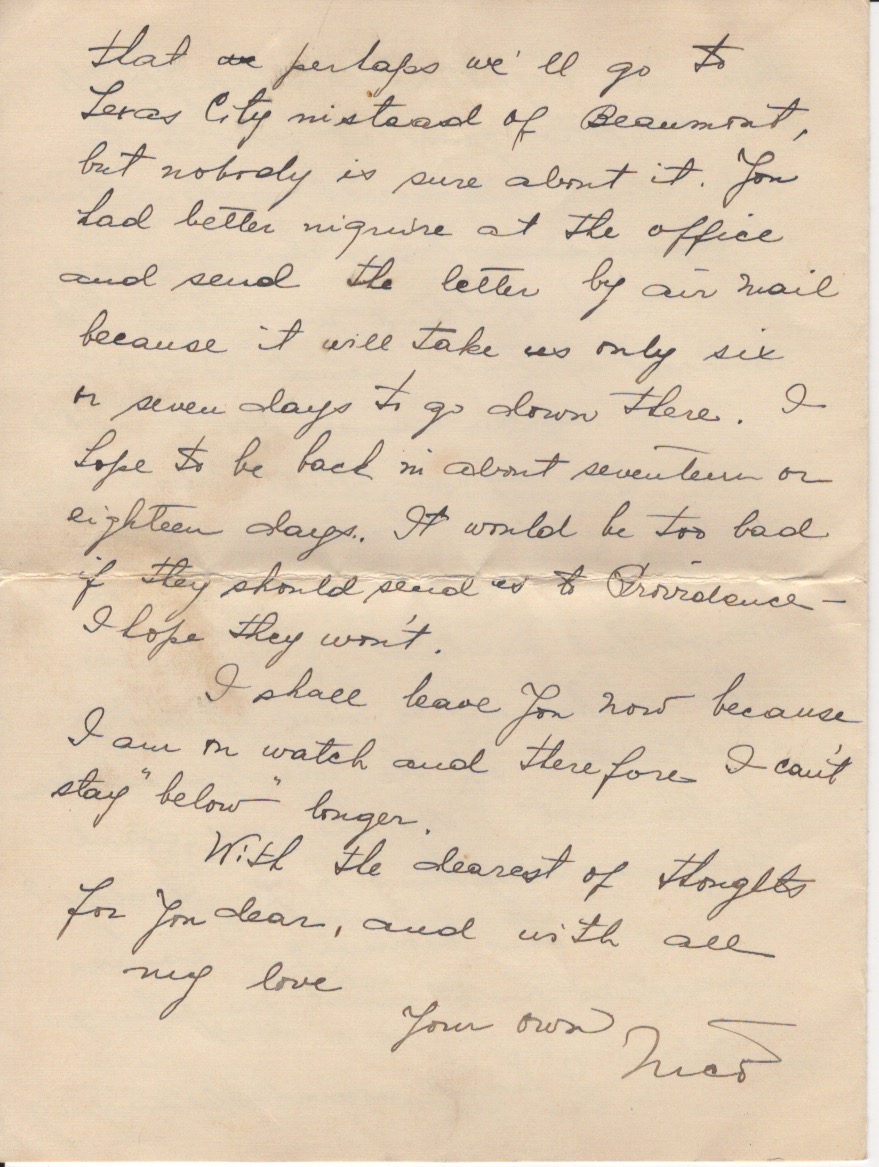 that we perhaps we'll go to
Texas City instead of Beaumont,
but nobody is sure about it. You
had better inquire at the office
and send the letter by air mail
because it will take us only six
or seven days to go down there. I
hope to be back in about seventeen or
eighteen days. It would be too bad
if they should send us to Providence –
I hope they won't.
I shall leave You now because
I am on watch and therefore I can't
stay "below" longer.
With the dearest of thoughts
for You dear, and with all
my love
Your own Nico